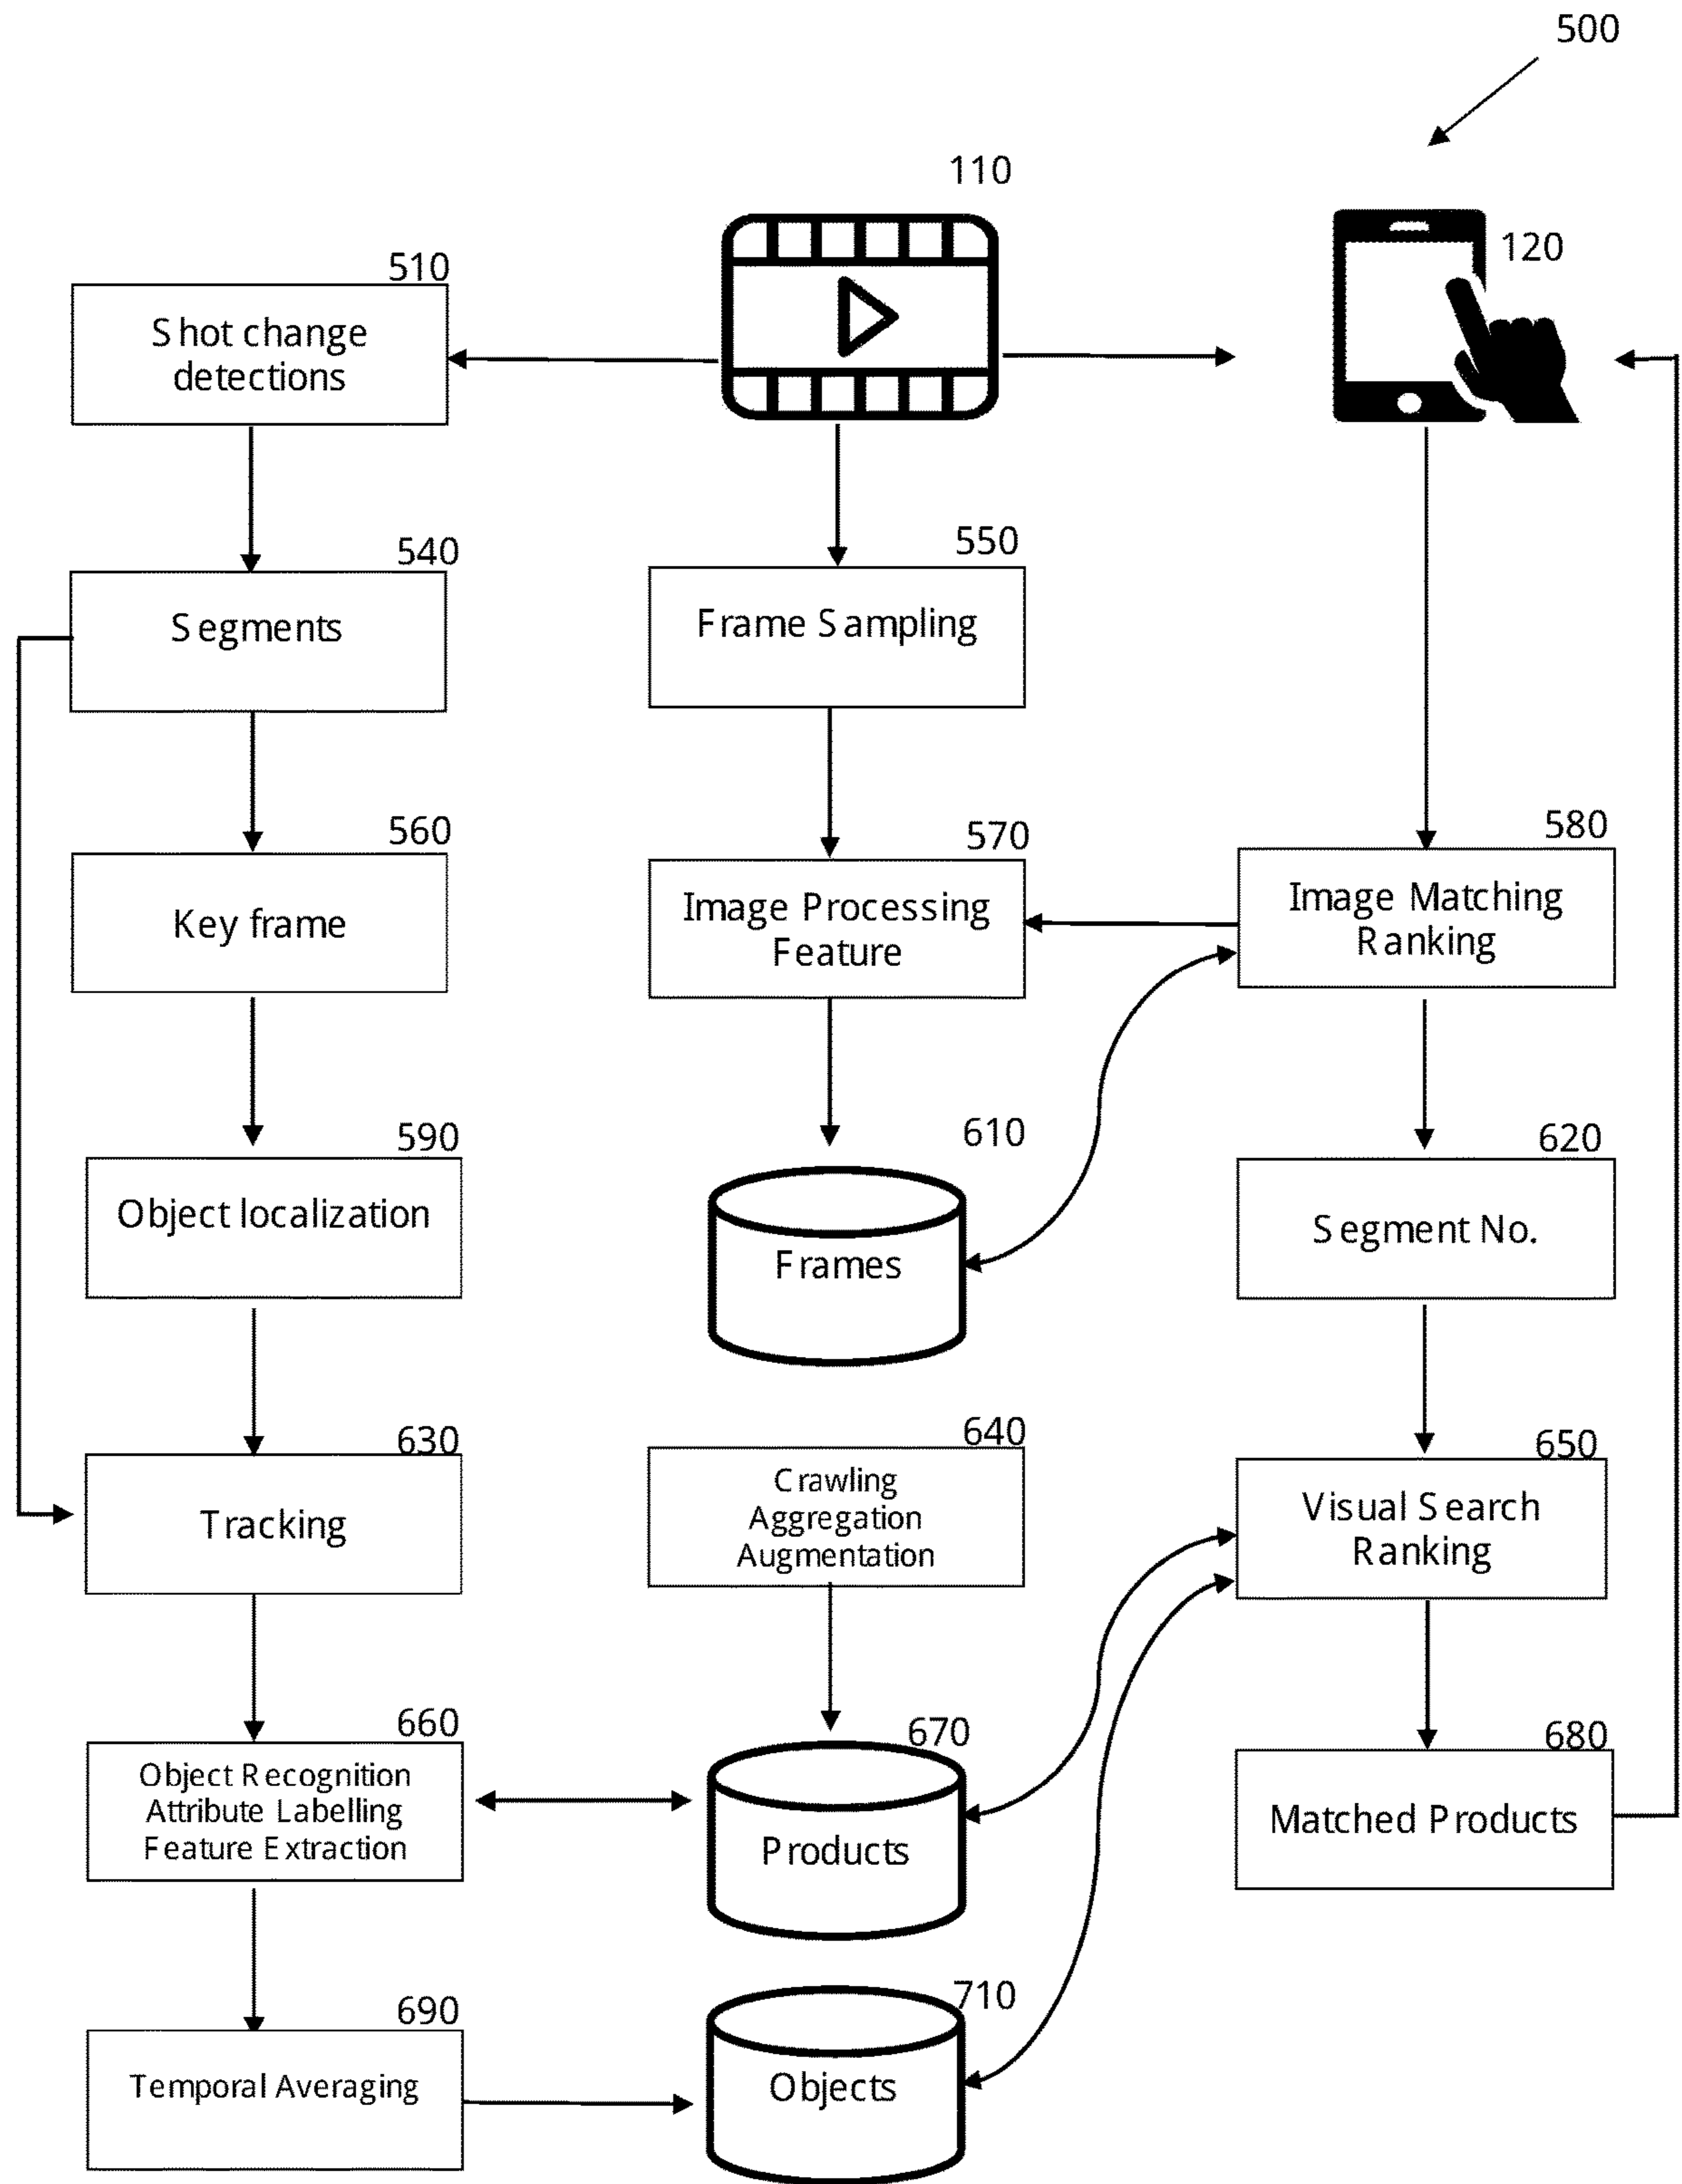 500
110
120
510
Shot change
detections
540
Segments
550
Frame Sampling
560
Key frame
570
Image Processing
Feature
580
Image Matching
Ranking
590
Object localization
610
Frames
620
Segment No.
630
Tracking
640
Crawling
Aggregation
Augmentation
650
Visual Search
Ranking
660
Object Recognition
Attribute Labelling
Feature Extraction
670
Products
680
Matched Products
690
Temporal Averaging
710
Objects